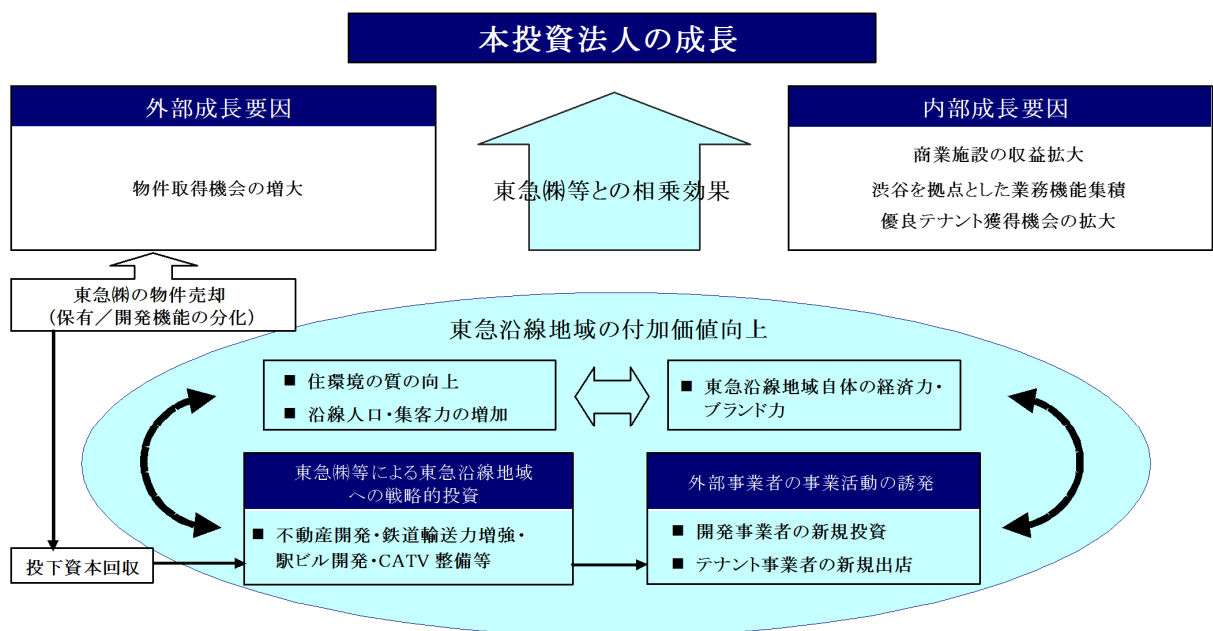 本投資法人の成長
外部成長要因
物件取得機会の増大
東急㈱等との相乗効果
内部成長要因
商業施設の収益拡大
渋谷を拠点とした業務機能集積
優良テナント獲得機会の拡大
東急㈱の物件売却
(保有/開発機能の分化)
東急沿線地域の付加価値向上
■ 住環境の質の向上
■ 沿線人口・集客力の増加
■ 東急沿線地域自体の経済力・
ブランド力
東急㈱等による東急沿線地域
への戦略的投資
■ 不動産開発・鉄道輸送力増強・
駅ビル開発・CATV 整備等
外部事業者の事業活動の誘発
■ 開発事業者の新規投資
■ テナント事業者の新規出店
投下資本回収